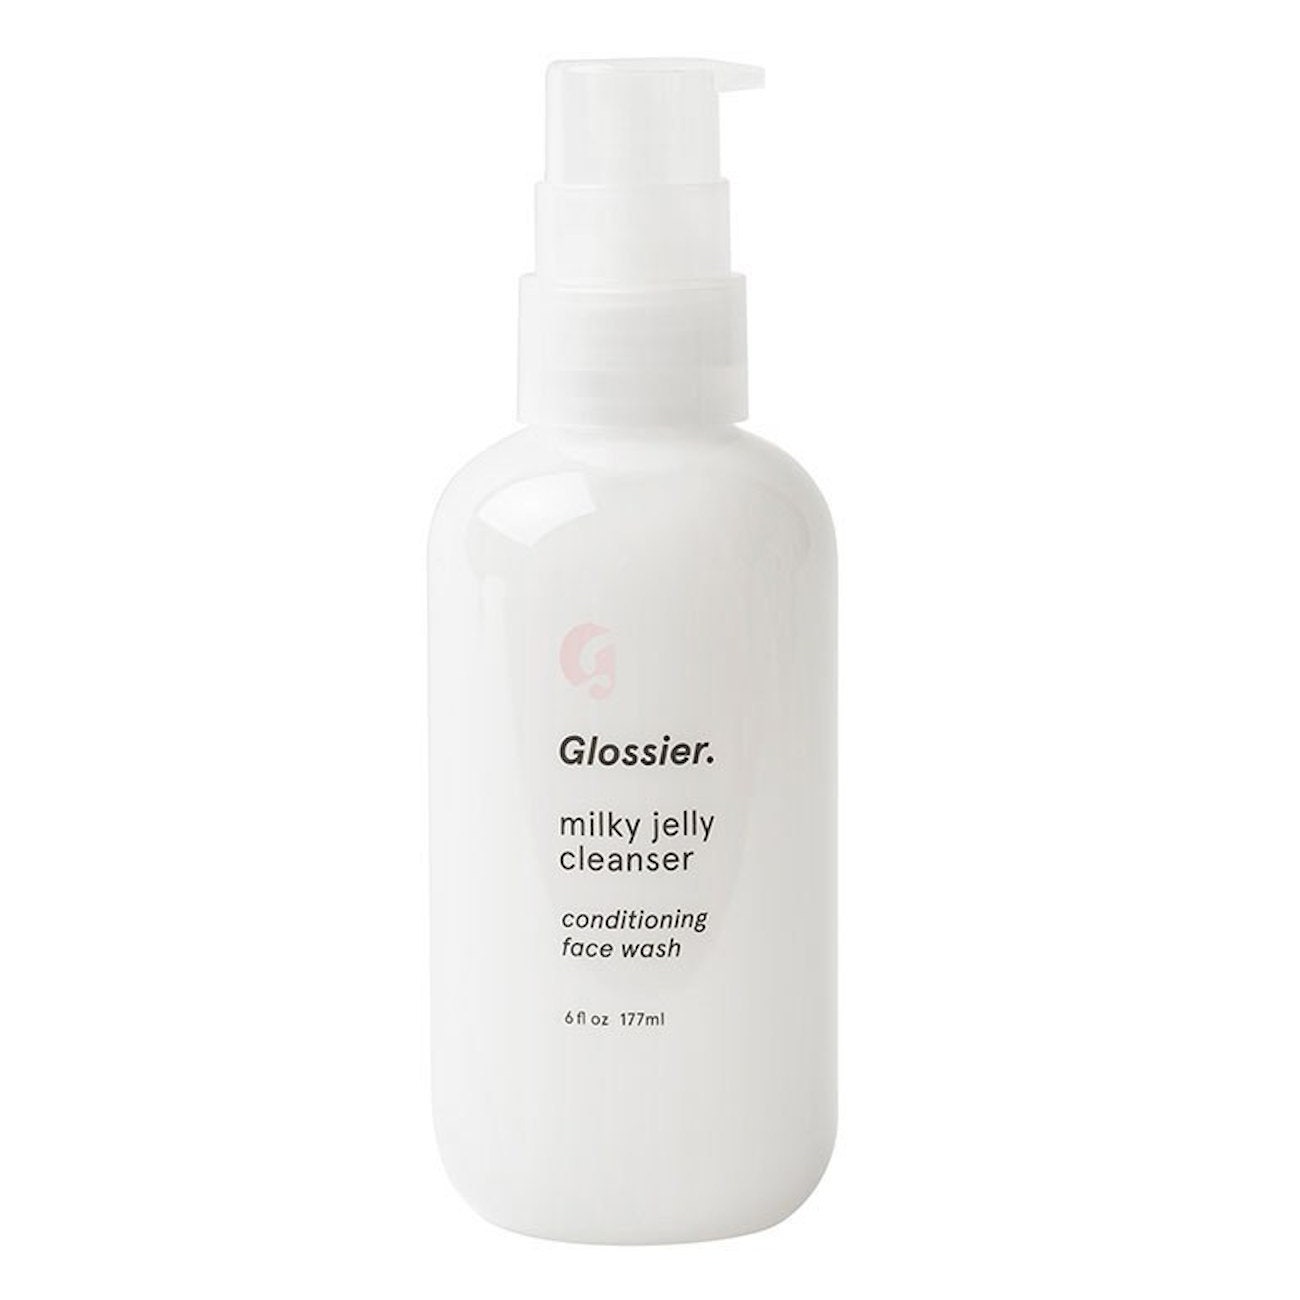 G
Glossier.
milky jelly
cleanser
conditioning
face wash
6 fl oz 177ml